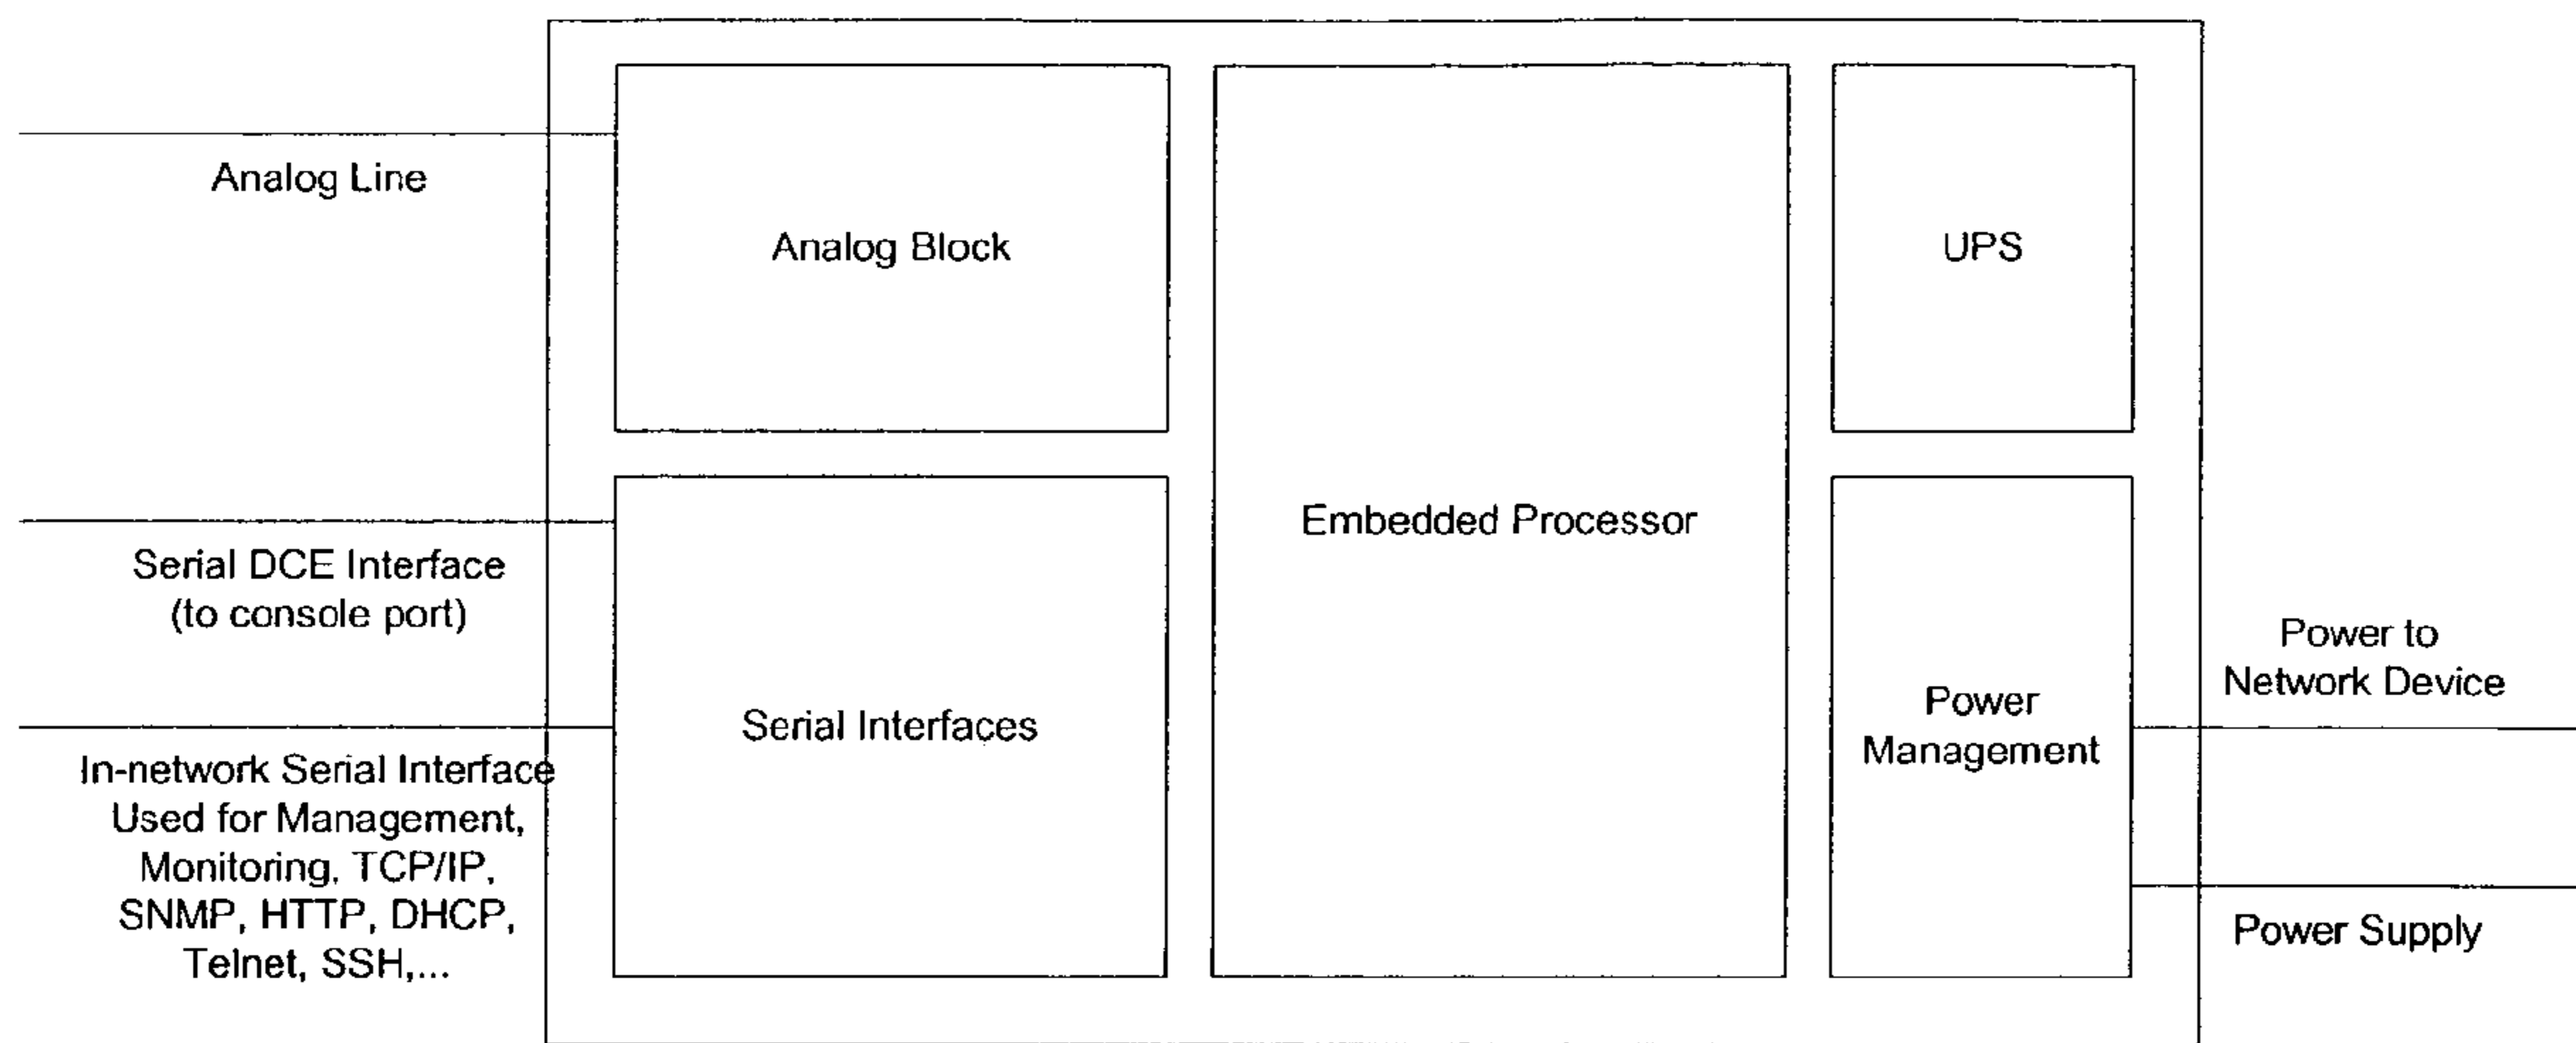 Analog Line
Analog Block
UPS
Serial DCE Interface
(to console port)
Embedded Processor
Power to
Network Device
Serial Interfaces
Power
Management
In-network Serial Interface
Used for Management,
Monitoring, TCP/IP,
SNMP, HTTP, DHCP,
Telnet, SSH,...
Power Supply